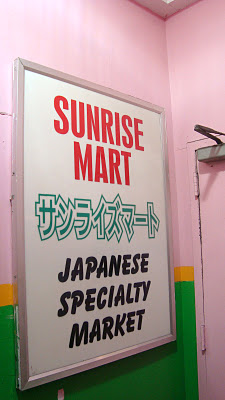 SUNRISE
MART
サンライズマート
JAPANESE
SPECIALTY
MARKET